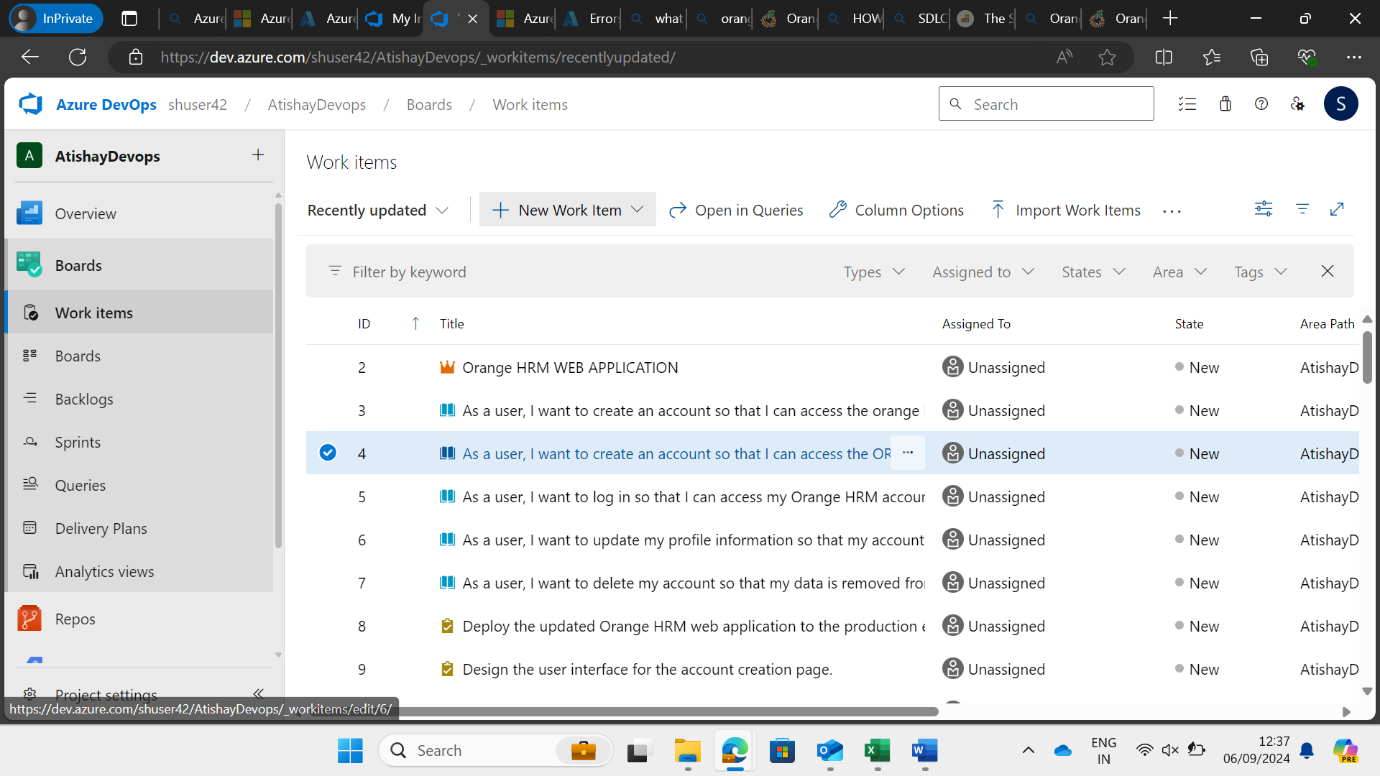 InPrivate
Azure
Azure
Azure
My In
Azure
Errors
what
orang
Oran
HOW
SDLC
The S
Oran
Oran
https://dev.azure.com/shuser42/AtishayDevops/_workitems/recentlyupdated/
Azure DevOps shuser42 / AtishayDevops / Boards / Work items
Search
S
A AtishayDevops
Overview
Boards
Work items
Boards
Backlogs
Sprints
Queries
Delivery Plans
Analytics views
Repos
Project settings
https://dev.azure.com/shuser42/AtishayDevops/_workitems/edit/6/
Work items
Recently updated New Work Item Open in Queries Column Options Import Work Items
Filter by keyword Types Assigned to States Area Tags
ID Title Assigned To State Area Path
2 Orange HRM WEB APPLICATION Unassigned New AtishayD
3 As a user, I want to create an account so that I can access the orange Unassigned New AtishayD
4 As a user, I want to create an account so that I can access the OR ... Unassigned New AtishayD
5 As a user, I want to log in so that I can access my Orange HRM accour Unassigned New AtishayD
6 As a user, I want to update my profile information so that my account Unassigned New AtishayD
7 As a user, I want to delete my account so that my data is removed fro Unassigned New AtishayD
8 Deploy the updated Orange HRM web application to the production e Unassigned New AtishayD
9 Design the user interface for the account creation page. Unassigned New AtishayD
Search
ENG
IN
12:37
06/09/2024
PRE